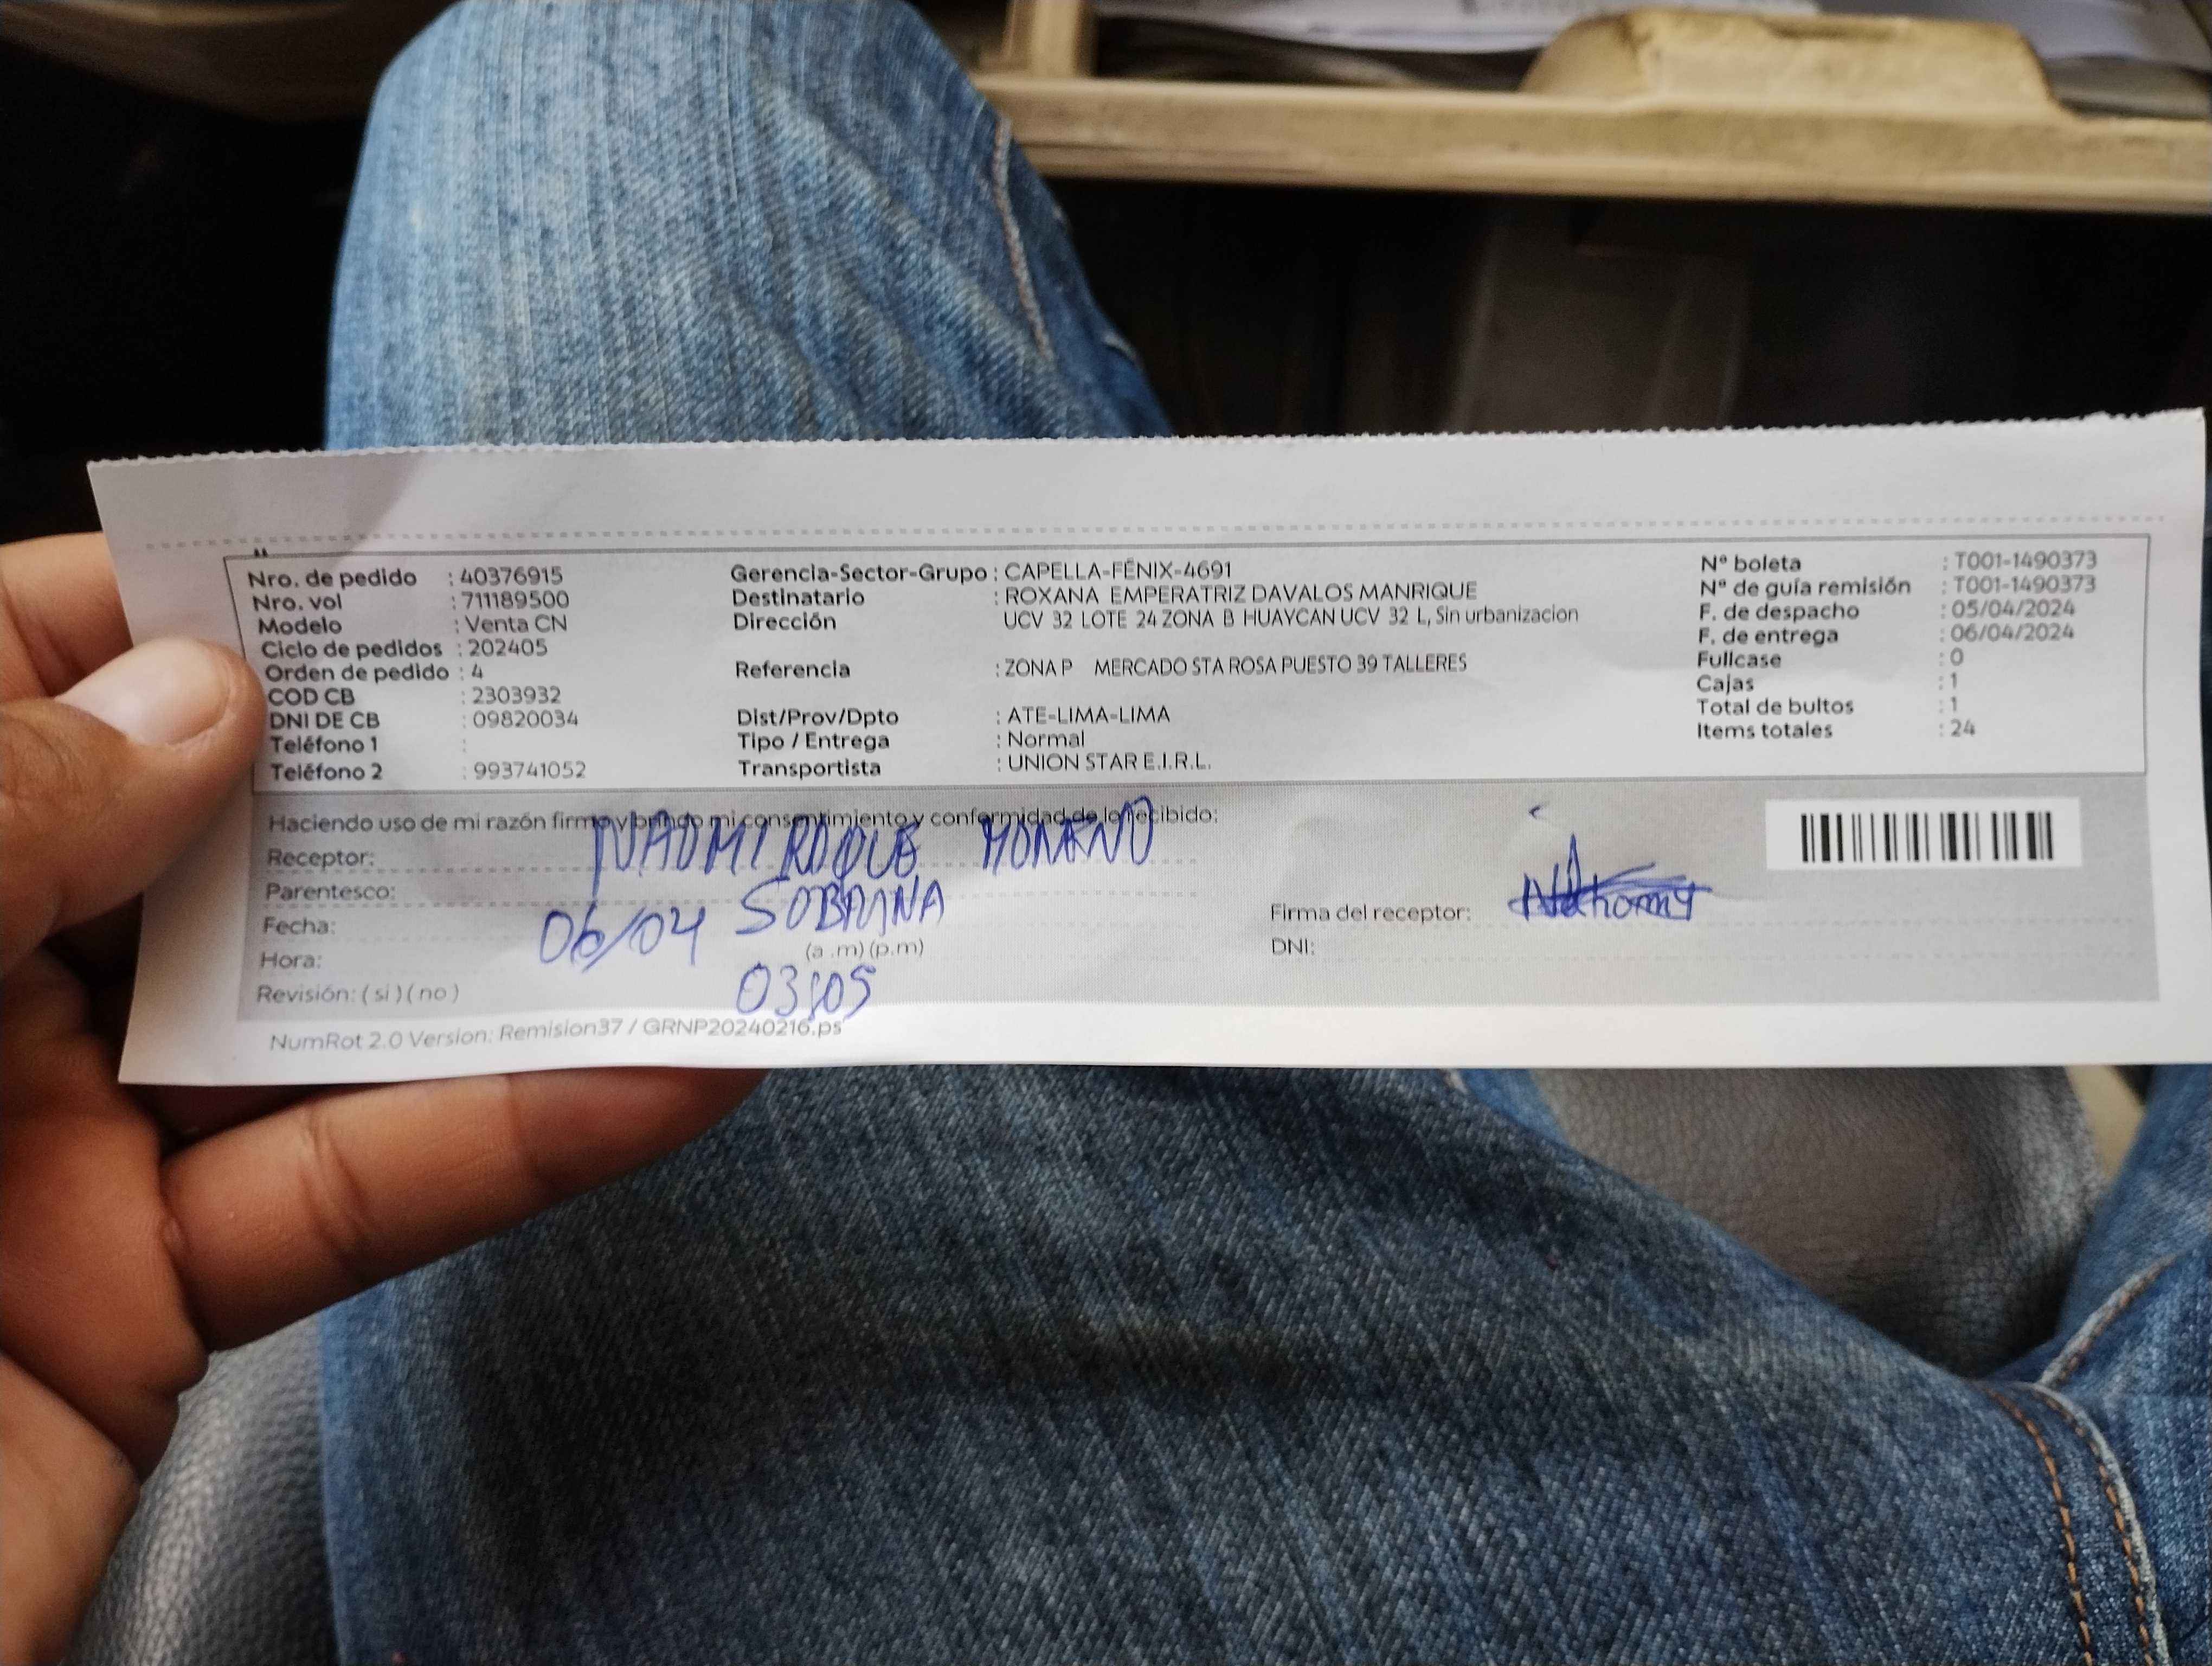 Nro. de pedido : 40376915
Nro. vol : 711189500
Modelo : Venta CN
Ciclo de pedidos : 202405
Orden de pedido : 4
COD CB : 2303932
DNI DE CB : 09820034
Teléfono 1 :
Teléfono 2 : 993741052
Gerencia-Sector-Grupo : CAPELLA-FÉNIX-4691
Destinatario : ROXANA EMPERATRIZ DAVALOS MANRIQUE
Dirección UCV 32 LOTE 24 ZONA B HUAYCAN UCV 32 L, Sin urbanizacion
Referencia : ZONA P MERCADO STA ROSA PUESTO 39 TALLERES
Dist/Prov/Dpto : ATE-LIMA-LIMA
Tipo / Entrega : Normal
Transportista : UNION STAR E.I.R.L.
Nº boleta : T001-1490373
Nº de guía remisión : T001-1490373
F. de despacho : 05/04/2024
F. de entrega : 06/04/2024
Fullcase : 0
Cajas : 1
Total de bultos : 1
Items totales : 24
Haciendo uso de mi razón firmo y brindo mi consentimiento y conformidad de lo recibido:
Receptor: NAOMI ROQUE MORENO
Parentesco: SOBRINA
Fecha: 06/04
Hora: (a .m) (p.m)
03:05
Revisión: ( si ) ( no )
Firma del receptor: Nahomy
DNI:
NumRot 2.0 Version: Remision37 / GRNP20240216.ps